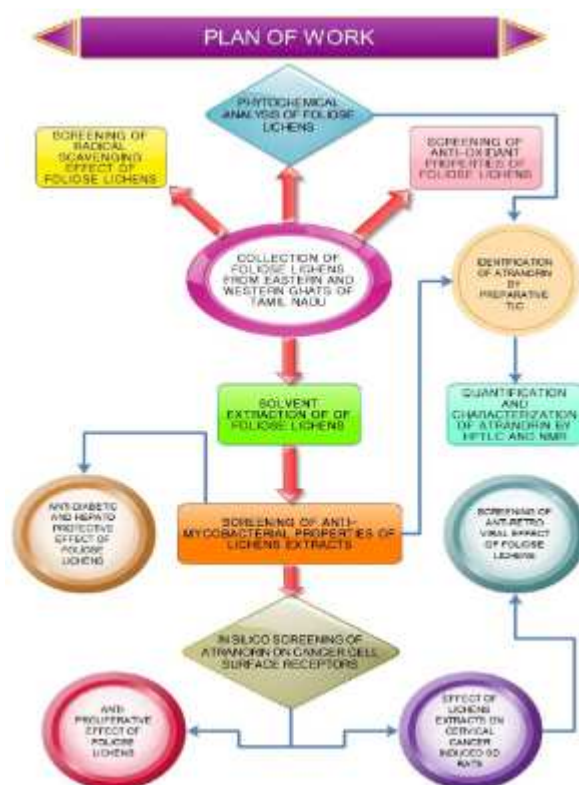 PLAN OF WORK
PHYTOCHEMICAL
ANALYSIS OF FOLIOSE
LICHENS
SCREENING OF
RADICAL
SCAVENGING
EFFECT OF
FOLIOSE LICHENS
SCREENING OF
ANTI-OXIDANT
PROPERTIES OF
FOLIOSE LICHENS
COLLECTION OF
FOLIOSE LICHENS
FROM EASTERN AND
WESTERN GHATS OF
TAMIL NADU
IDENTIFICATION
OF ATRANDRIN BY
PREPARATIVE
TLC
SOLVENT
EXTRACTION OF OF
FOLIOSE LICHENS
QUANTIFICATION
AND
CHARACTERIZATION
OF ATRANDRIN BY
HPTLC AND NMR
ANTI-DIABETIC
AND HEPATO
PROTECTIVE
EFFECT OF
FOLIOSE
LICHENS
SCREENING OF ANTI-
MYCOBACTERIAL PROPERTIES OF
LICHENS EXTRACTS
SCREENING OF
ANTI-RETRO
VIRAL EFFECT
OF FOLIOSE
LICHENS
IN SILICO SCREENING OF
ATRANORIN ON CANCER CELL
SURFACE RECEPTORS
ANTI-
PROLIFERATIVE
EFFECT OF
FOLIOSE
LICHENS
EFFECT OF
LICHENS
EXTRACTS ON
CERVICAL
CANCER
INDUCED SD
RATS